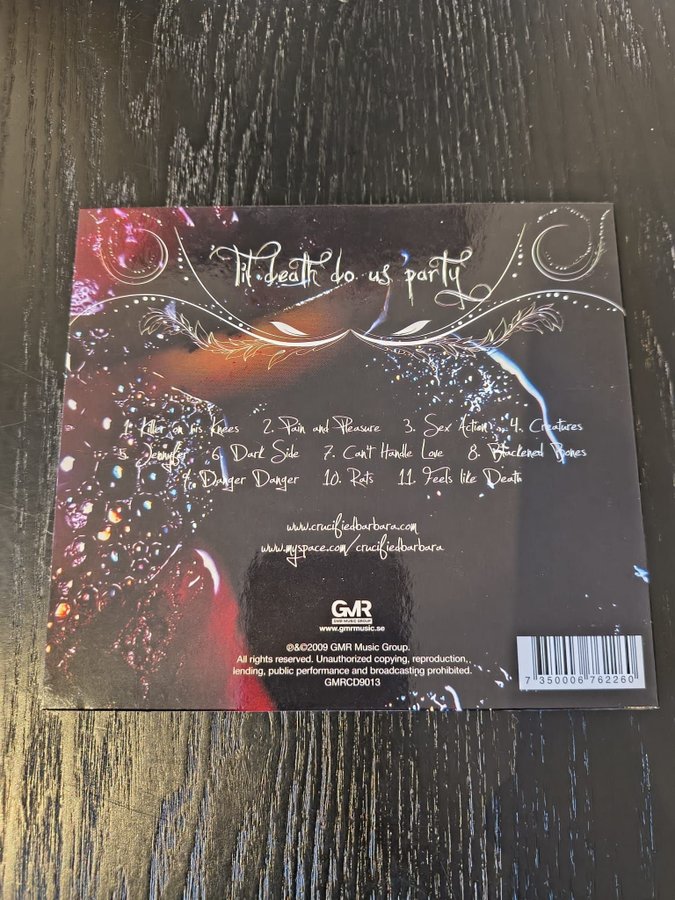 'Til death do us party
1. Killer on his Knees 2. Pain and Pleasure 3. Sex Action 4. Creatures
5. Jennyfer 6. Dark Side 7. Can't Handle Love 8. Blackened Bones
9. Danger Danger 10. Rats 11. Feels like Death
www.crucifiedbarbara.com
www.myspace.com/crucifiedbarbara
GMR
GMR MUSIC GROUP
www.gmrmusic.se
℗&©2009 GMR Music Group.
All rights reserved. Unauthorized copying, reproduction,
lending, public performance and broadcasting prohibited.
GMRCD9013
7 350006 762260